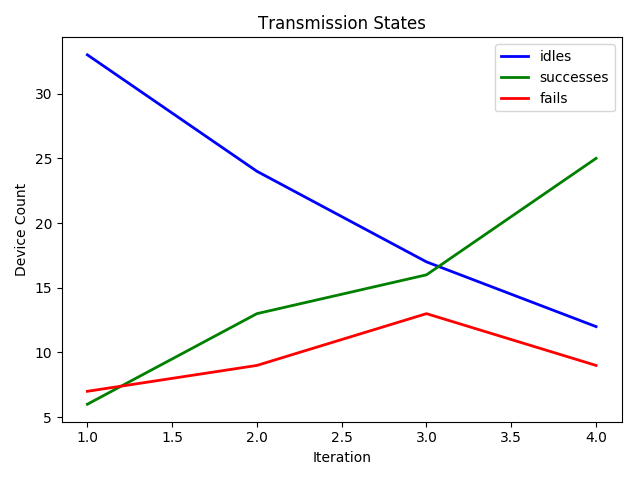 Transmission States
idles
successes
fails
Device Count
30
25
20
15
10
5
1.0 1.5 2.0 2.5 3.0 3.5 4.0
Iteration